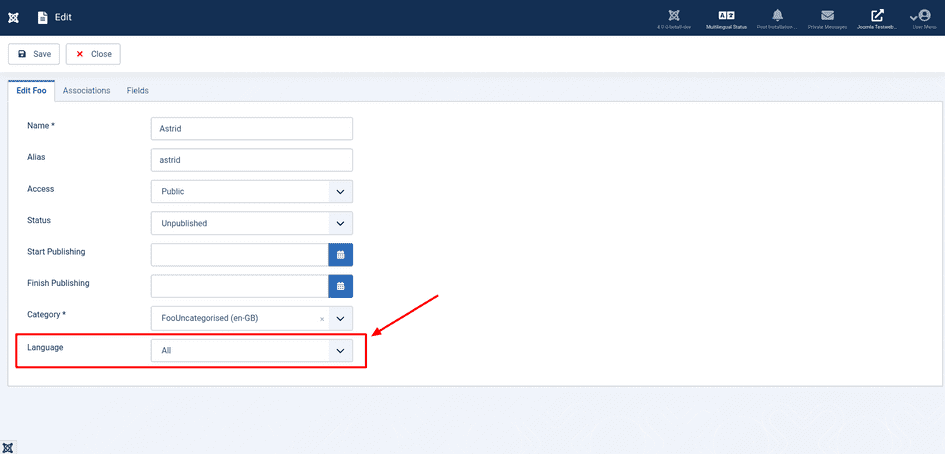 Edit
4.0.0-beta8-dev
Multilingual Status
Post Installation...
Private Messages
Joomla Testweb...
User Menu
Save
Close
Edit Foo
Associations
Fields
Name *
Astrid
Alias
astrid
Access
Public
Status
Unpublished
Start Publishing
Finish Publishing
Category *
FooUncategorised (en-GB)
Language
All